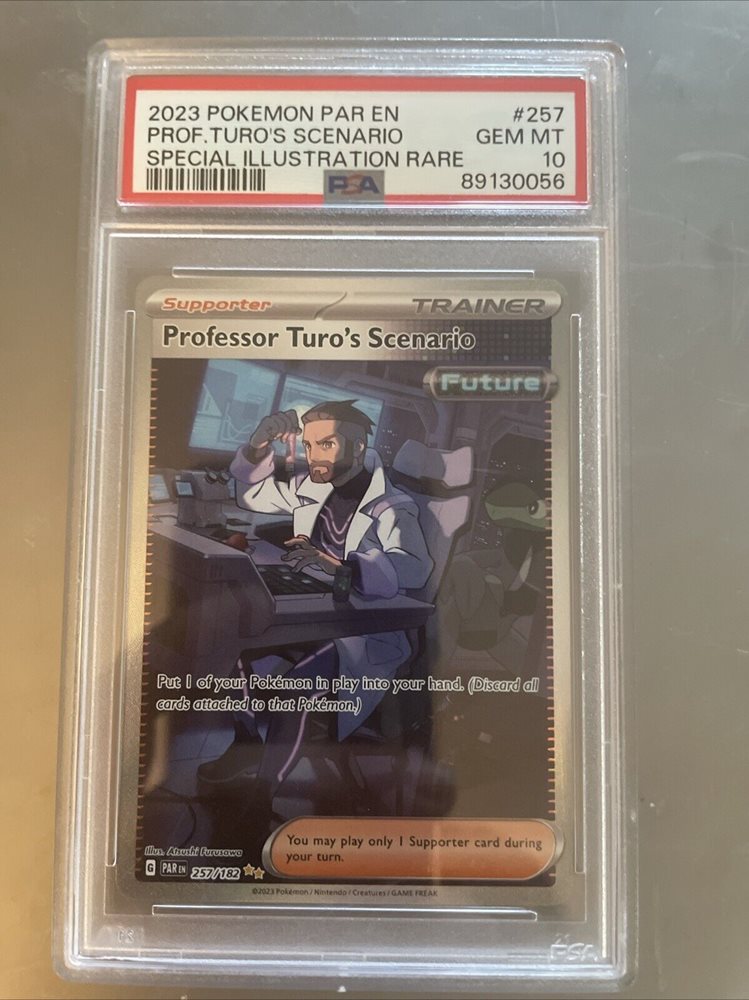 2023 POKEMON PAR EN #257
PROF.TURO'S SCENARIO GEM MT
SPECIAL ILLUSTRATION RARE 10
PSA 89130056
Supporter TRAINER
Professor Turo's Scenario
Future
Put 1 of your Pokémon in play into your hand. (Discard all
cards attached to that Pokémon.)
You may play only 1 Supporter card during
your turn.
Illus. Atsushi Furusawa
G PAR EN 257/182
©2023 Pokémon / Nintendo / Creatures / GAME FREAK
PSA